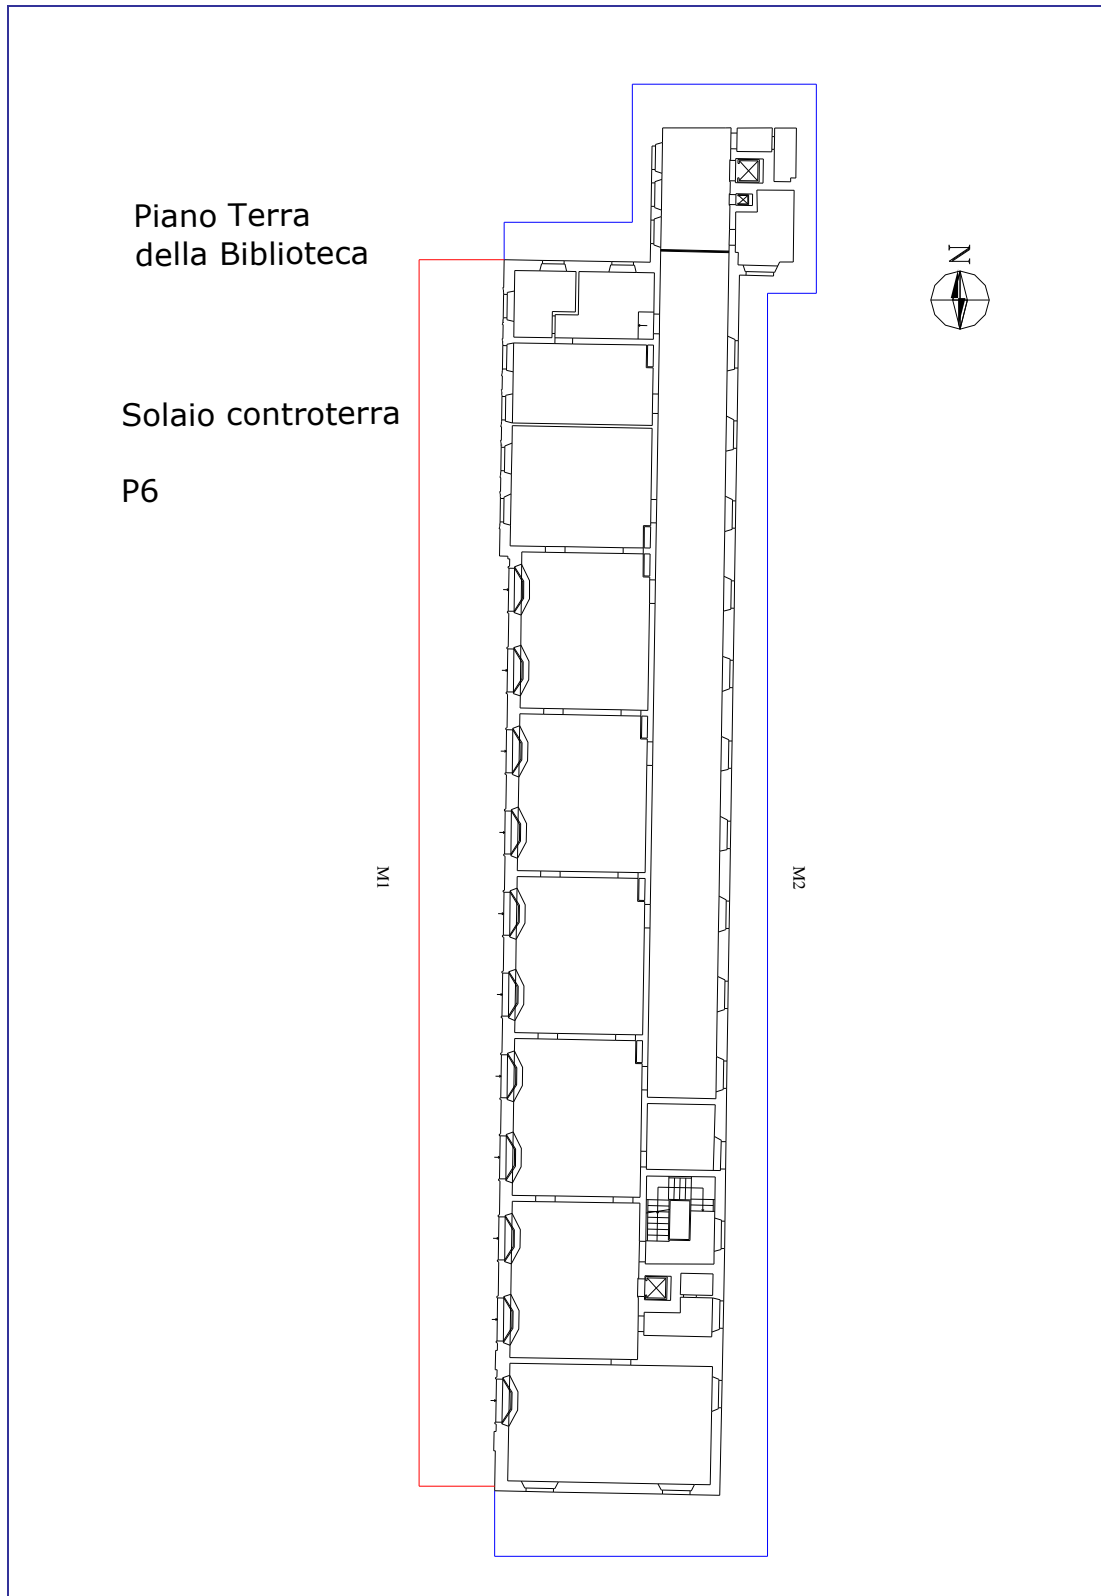 Piano Terra
della Biblioteca
N
Solaio controterra
P6
M1
M2